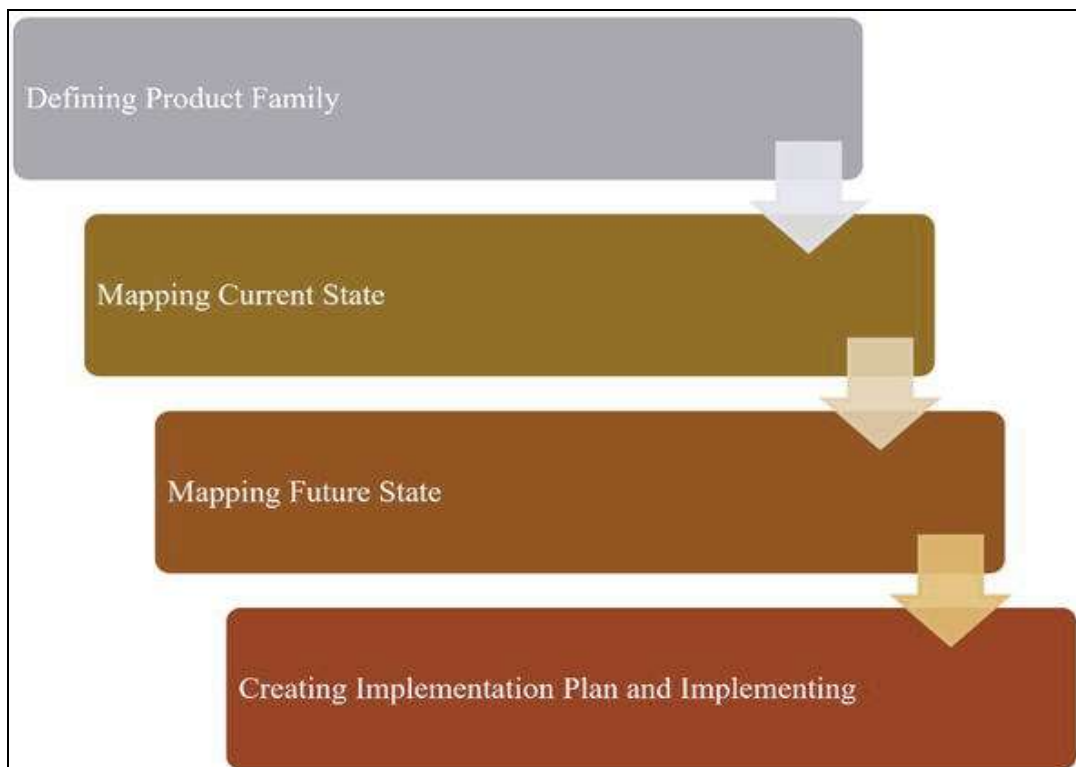 Defining Product Family
Mapping Current State
Mapping Future State
Creating Implementation Plan and Implementing